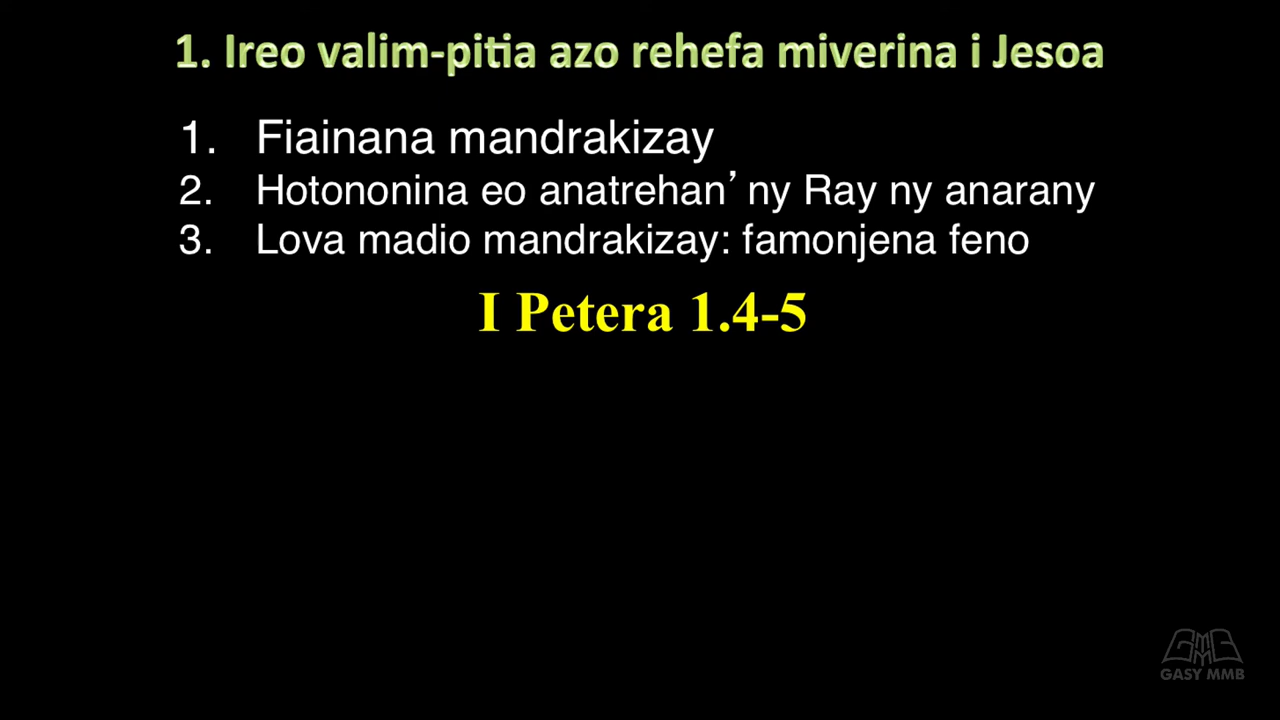 1. Ireo valim-pitia azo rehefa miverina i Jesoa
1. Fiainana mandrakizay
2. Hotononina eo anatrehan’ ny Ray ny anarany
3. Lova madio mandrakizay: famonjena feno
I Petera 1.4-5
GMMG
GASY MMB